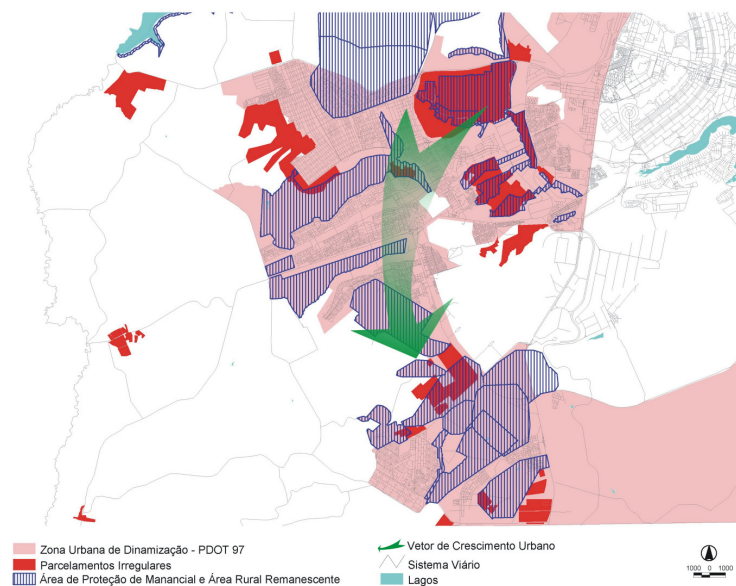 Zona Urbana de Dinamização - PDOT 97
Parcelamentos Irregulares
Área de Proteção de Manancial e Área Rural Remanescente
Vetor de Crescimento Urbano
Sistema Viário
Lagos
1000 0 1000